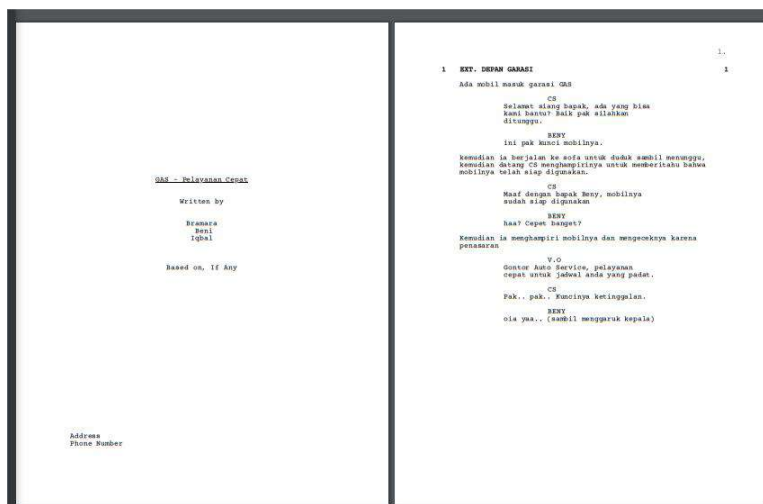 GAS - Pelayanan Cepat
Written by
Bramara
Beni
Iqbal
Based on, If Any
Address
Phone Number
1.
1 EXT. DEPAN GARASI 1
Ada mobil masuk garasi GAS
CS
Selamat siang bapak, ada yang bisa
kami bantu? Baik pak silahkan
ditunggu.
BENY
ini pak kunci mobilnya.
kemudian ia berjalan ke sofa untuk duduk sambil menunggu,
kemudian datang CS menghampirinya untuk memberitahu bahwa
mobilnya telah siap digunakan.
CS
Maaf dengan bapak Beny, mobilnya
sudah siap digunakan
BENY
haa? Cepet banget?
Kemudian ia menghampiri mobilnya dan mengeceknya karena
penasaran
V.O
Gontor Auto Service, pelayanan
cepat untuk jadwal anda yang padat.
CS
Pak.. pak.. Kuncinya ketinggalan.
BENY
oia yaa.. (sambil menggaruk kepala)